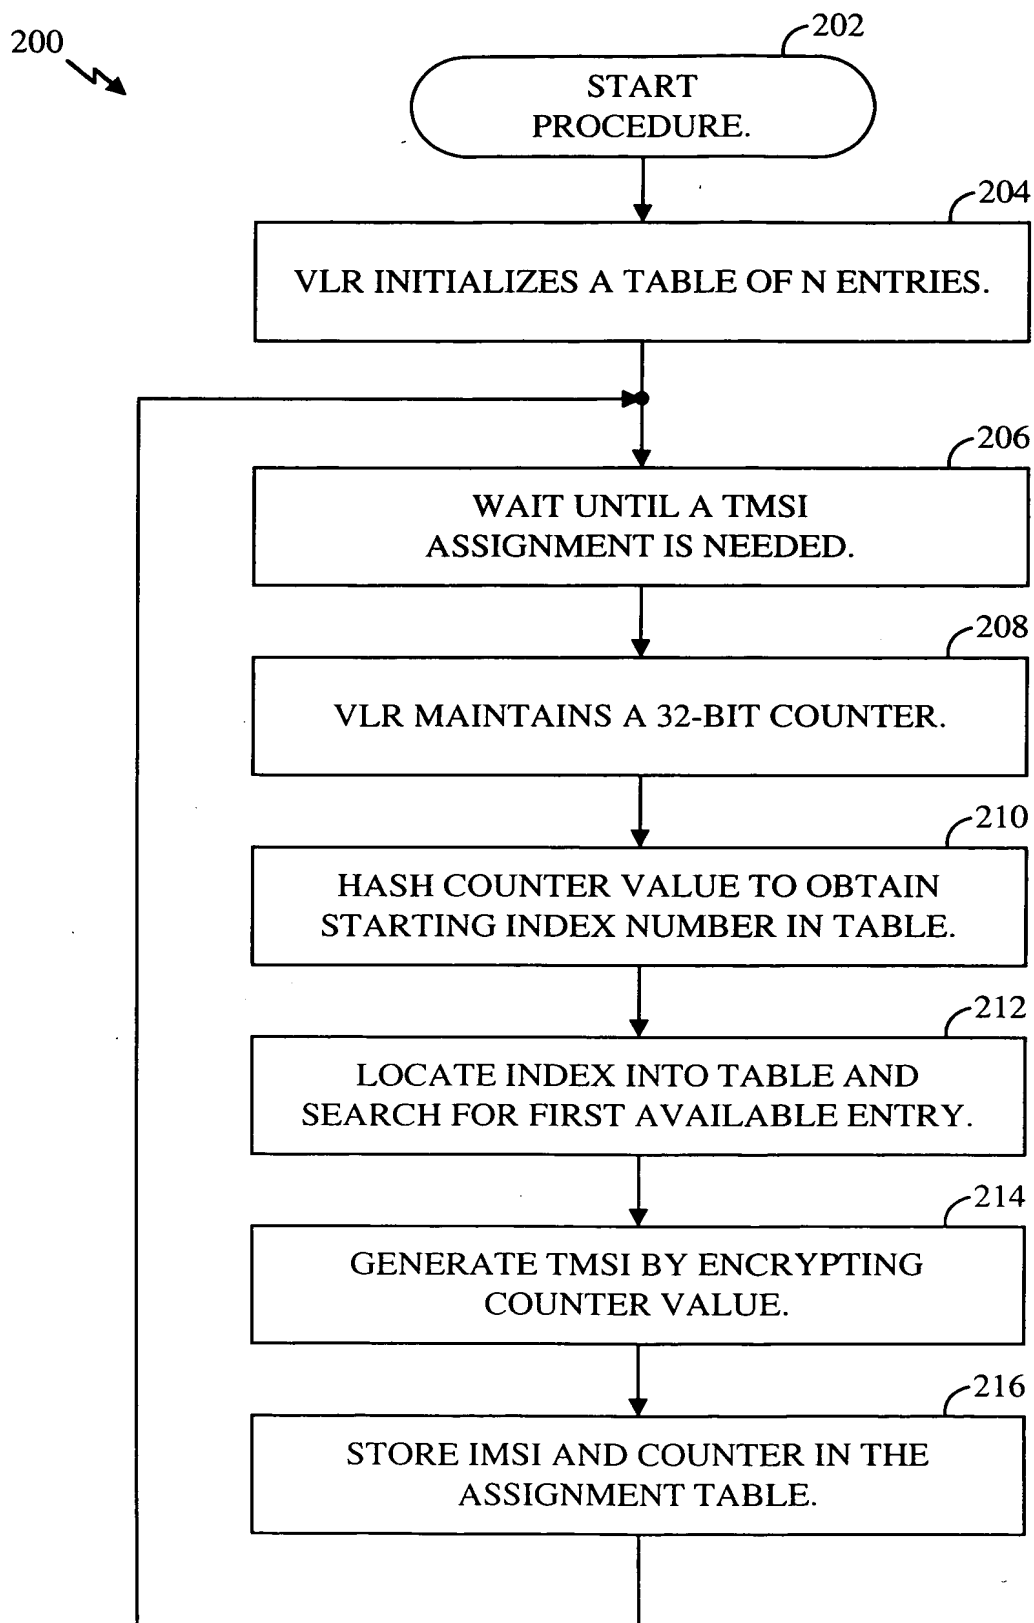 200
202
START
PROCEDURE.
204
VLR INITIALIZES A TABLE OF N ENTRIES.
206
WAIT UNTIL A TMSI
ASSIGNMENT IS NEEDED.
208
VLR MAINTAINS A 32-BIT COUNTER.
210
HASH COUNTER VALUE TO OBTAIN
STARTING INDEX NUMBER IN TABLE.
212
LOCATE INDEX INTO TABLE AND
SEARCH FOR FIRST AVAILABLE ENTRY.
214
GENERATE TMSI BY ENCRYPTING
COUNTER VALUE.
216
STORE IMSI AND COUNTER IN THE
ASSIGNMENT TABLE.